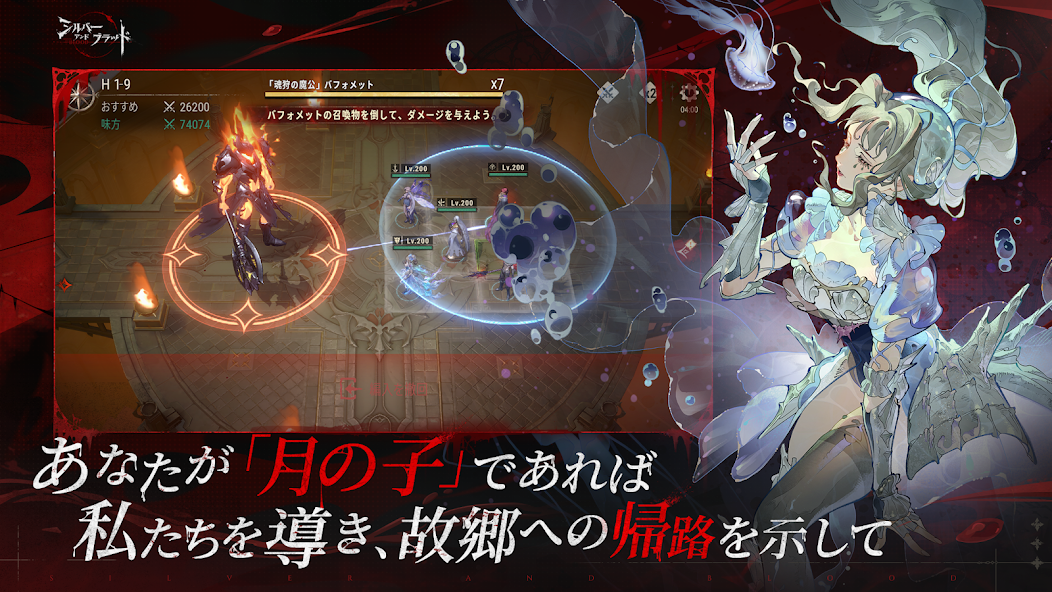 シルバー
アンド
ブラッド
H 1-9
「魂狩の魔公」バフォメット
x7
おすすめ 26200
味方 74074
バフォメットの召喚物を倒して、ダメージを与えよう。
x2
04:00
Lv.200
Lv.200
Lv.200
Lv.200
あなたが「月の子」であれば
私たちを導き、故郷への帰路を示して
SILVER AND BLOOD